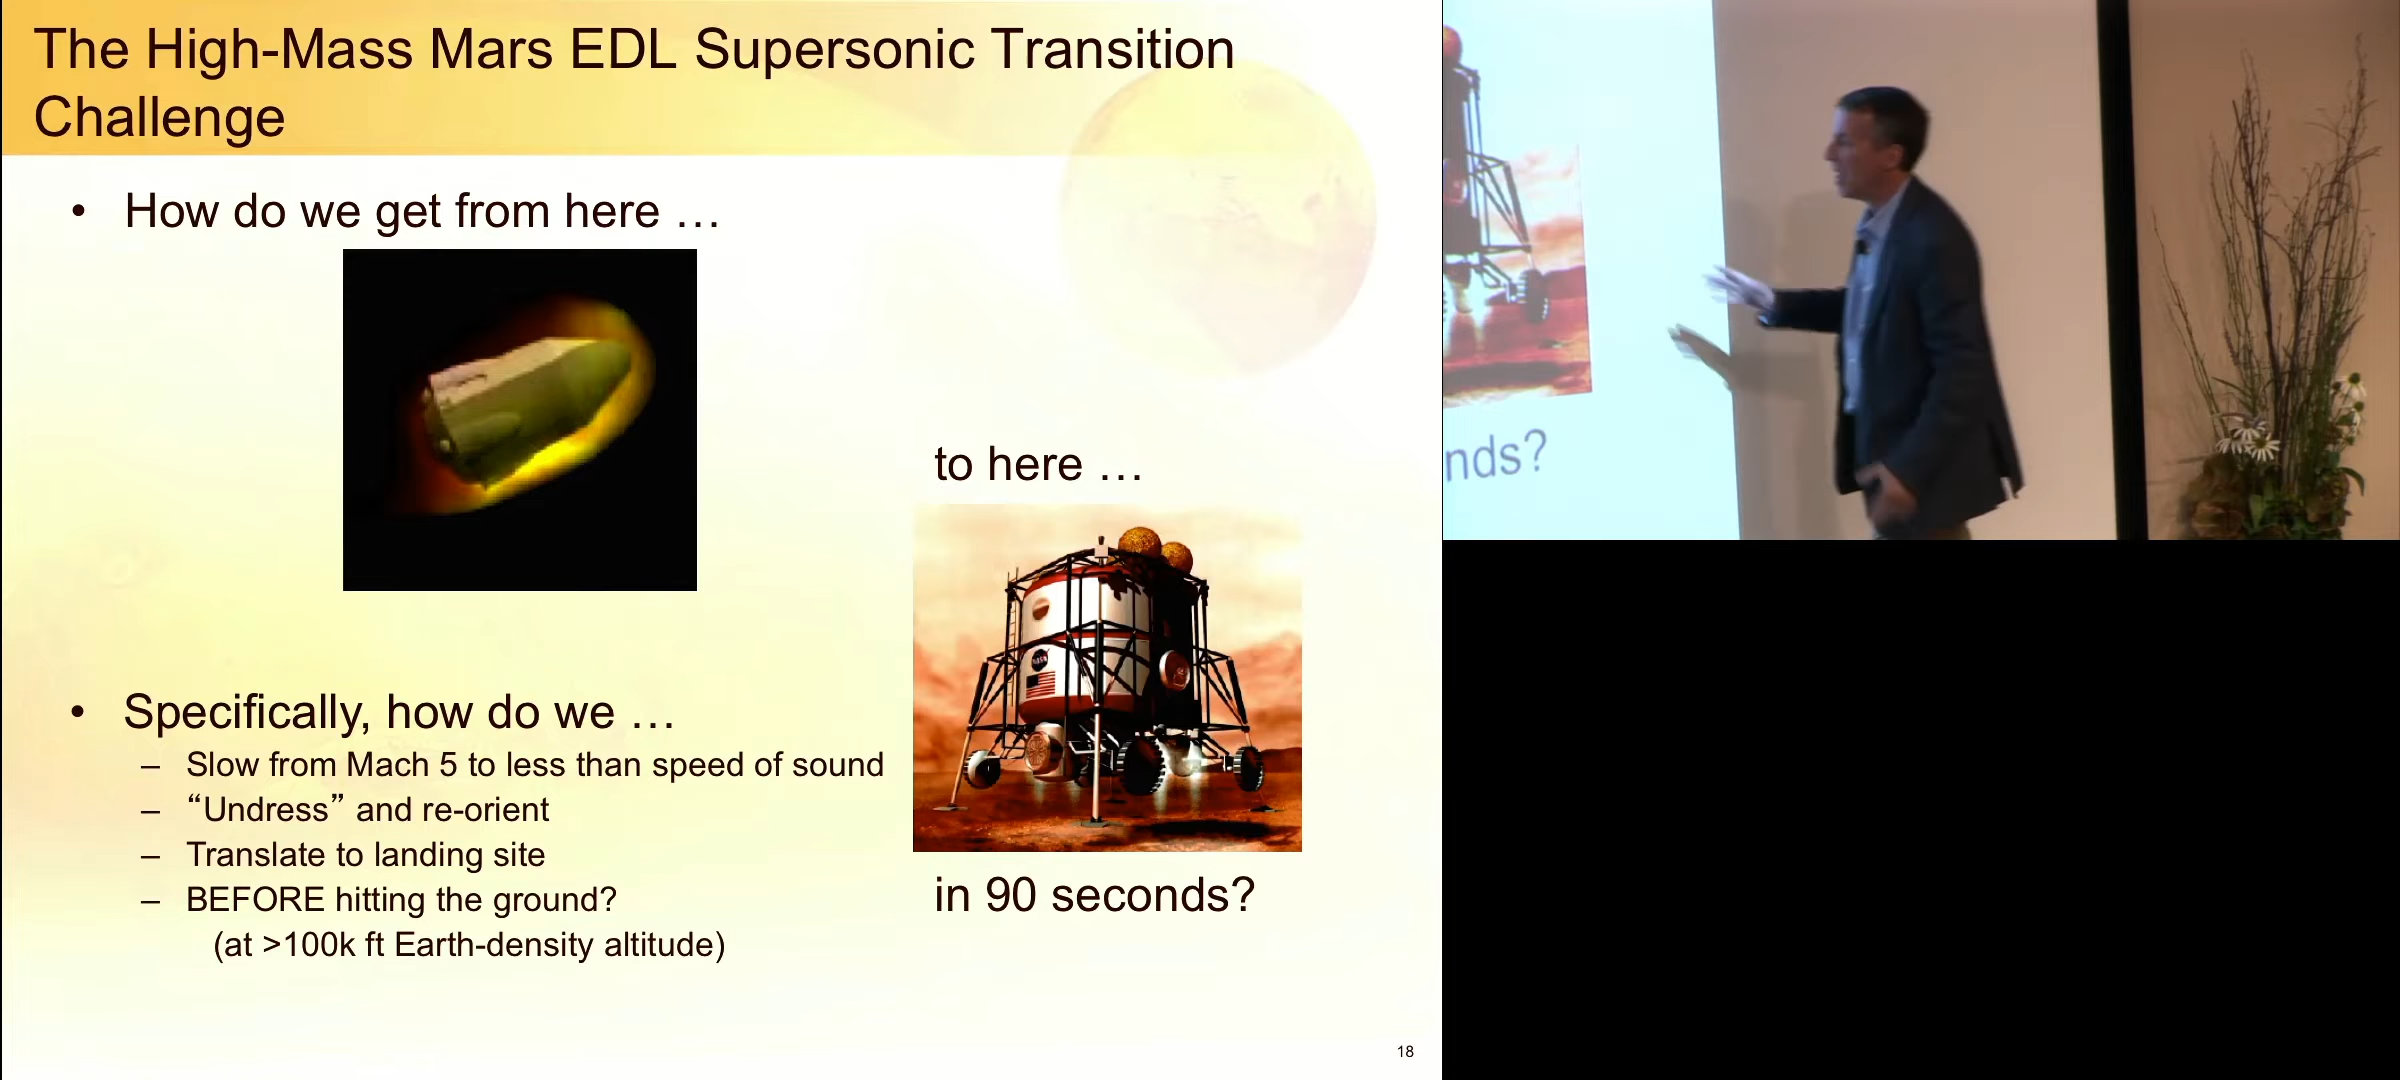 The High-Mass Mars EDL Supersonic Transition
Challenge
• How do we get from here …
to here …
in 90 seconds?
• Specifically, how do we …
– Slow from Mach 5 to less than speed of sound
– “Undress” and re-orient
– Translate to landing site
– BEFORE hitting the ground?
(at >100k ft Earth-density altitude)
18
nds?
NASA